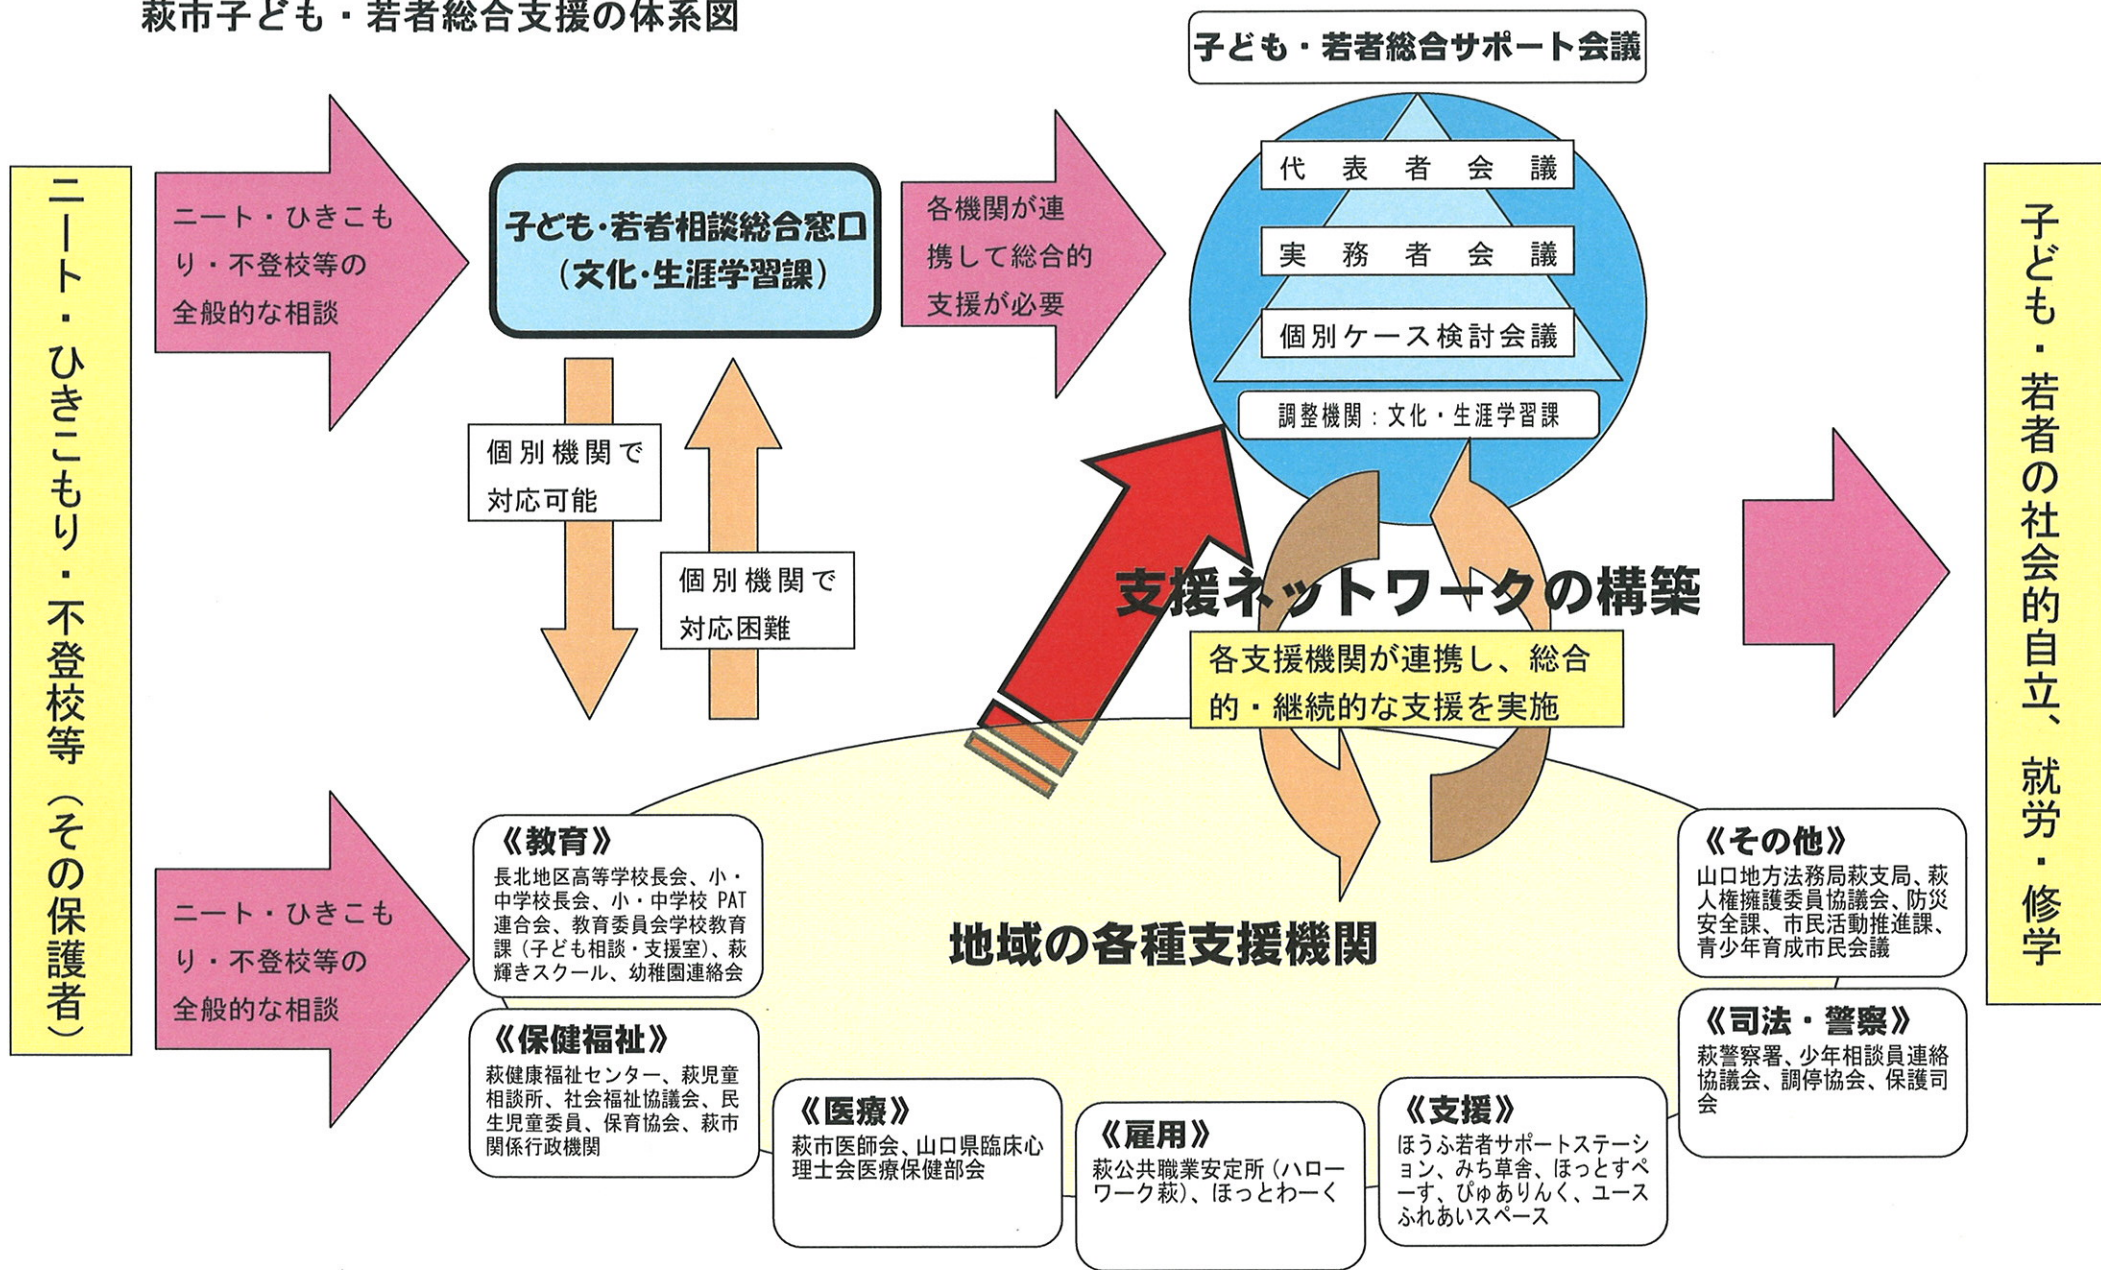 萩市子ども・若者総合支援の体系図
子ども・若者総合サポート会議
ニート・ひきこもり・不登校等（その保護者）
ニート・ひきこも
り・不登校等の
全般的な相談
子ども・若者相談総合窓口
（文化・生涯学習課）
各機関が連
携して総合的
支援が必要
代表者会議
実務者会議
個別ケース検討会議
調整機関：文化・生涯学習課
子ども・若者の社会的自立、就労・修学
個別機関で
対応可能
個別機関で
対応困難
支援ネットワークの構築
各支援機関が連携し、総合
的・継続的な支援を実施
ニート・ひきこも
り・不登校等の
全般的な相談
地域の各種支援機関
《教育》
長北地区高等学校長会、小・
中学校長会、小・中学校 PAT
連合会、教育委員会学校教育
課（子ども相談・支援室）、萩
輝きスクール、幼稚園連絡会
《保健福祉》
萩健康福祉センター、萩児童
相談所、社会福祉協議会、民
生児童委員、保育協会、萩市
関係行政機関
《医療》
萩市医師会、山口県臨床心
理士会医療保健部会
《雇用》
萩公共職業安定所（ハロー
ワーク萩）、ほっとわーく
《支援》
ほうふ若者サポートステーシ
ョン、みち草舎、ほっとすペ
ーす、ぴゅありんく、ユース
ふれあいスペース
《その他》
山口地方法務局萩支局、萩
人権擁護委員協議会、防災
安全課、市民活動推進課、
青少年育成市民会議
《司法・警察》
萩警察署、少年相談員連絡
協議会、調停協会、保護司
会